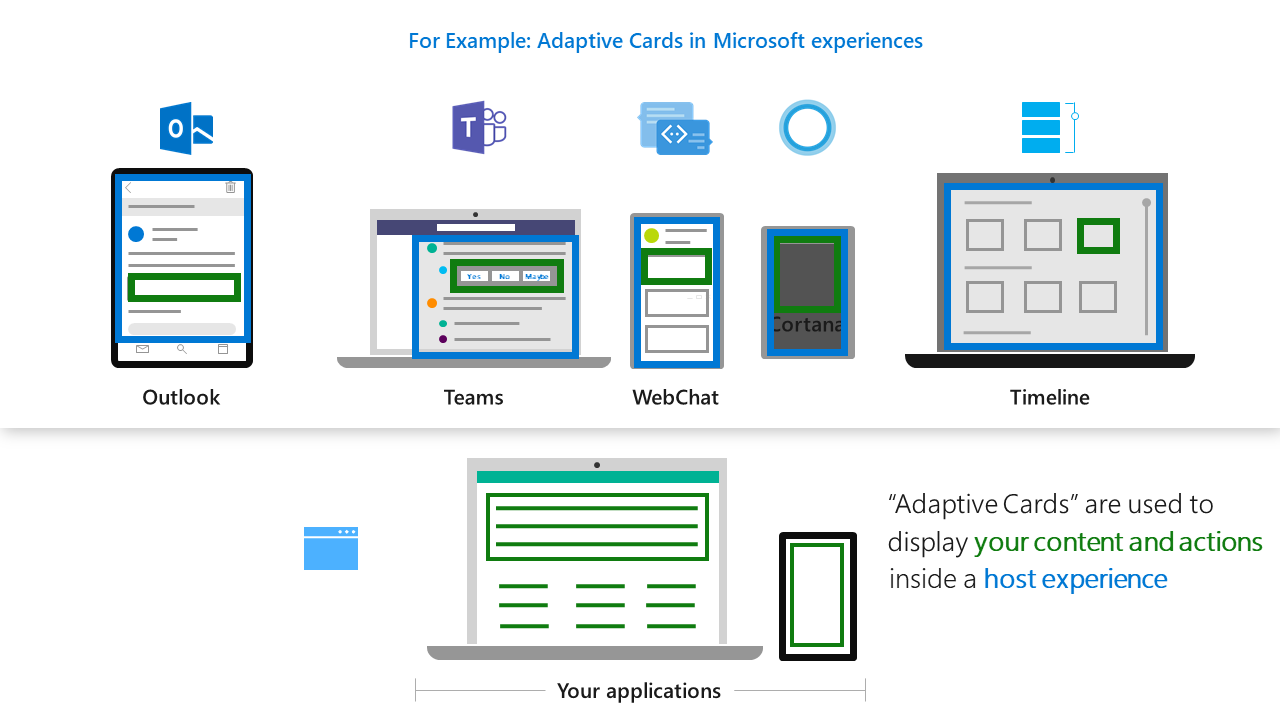 For Example: Adaptive Cards in Microsoft experiences
O
T
Yes No Maybe
Cortana
Outlook
Teams
WebChat
Timeline
“Adaptive Cards” are used to
display your content and actions
inside a host experience
Your applications